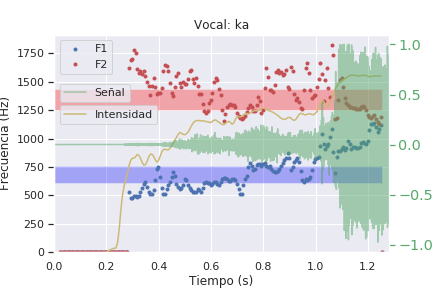 Vocal: ka
F1
F2
Señal
Intensidad
Frecuencia (Hz)
1750
1500
1250
1000
750
500
250
0
1.0
0.5
0.0
−0.5
−1.0
0.0 0.2 0.4 0.6 0.8 1.0 1.2
Tiempo (s)